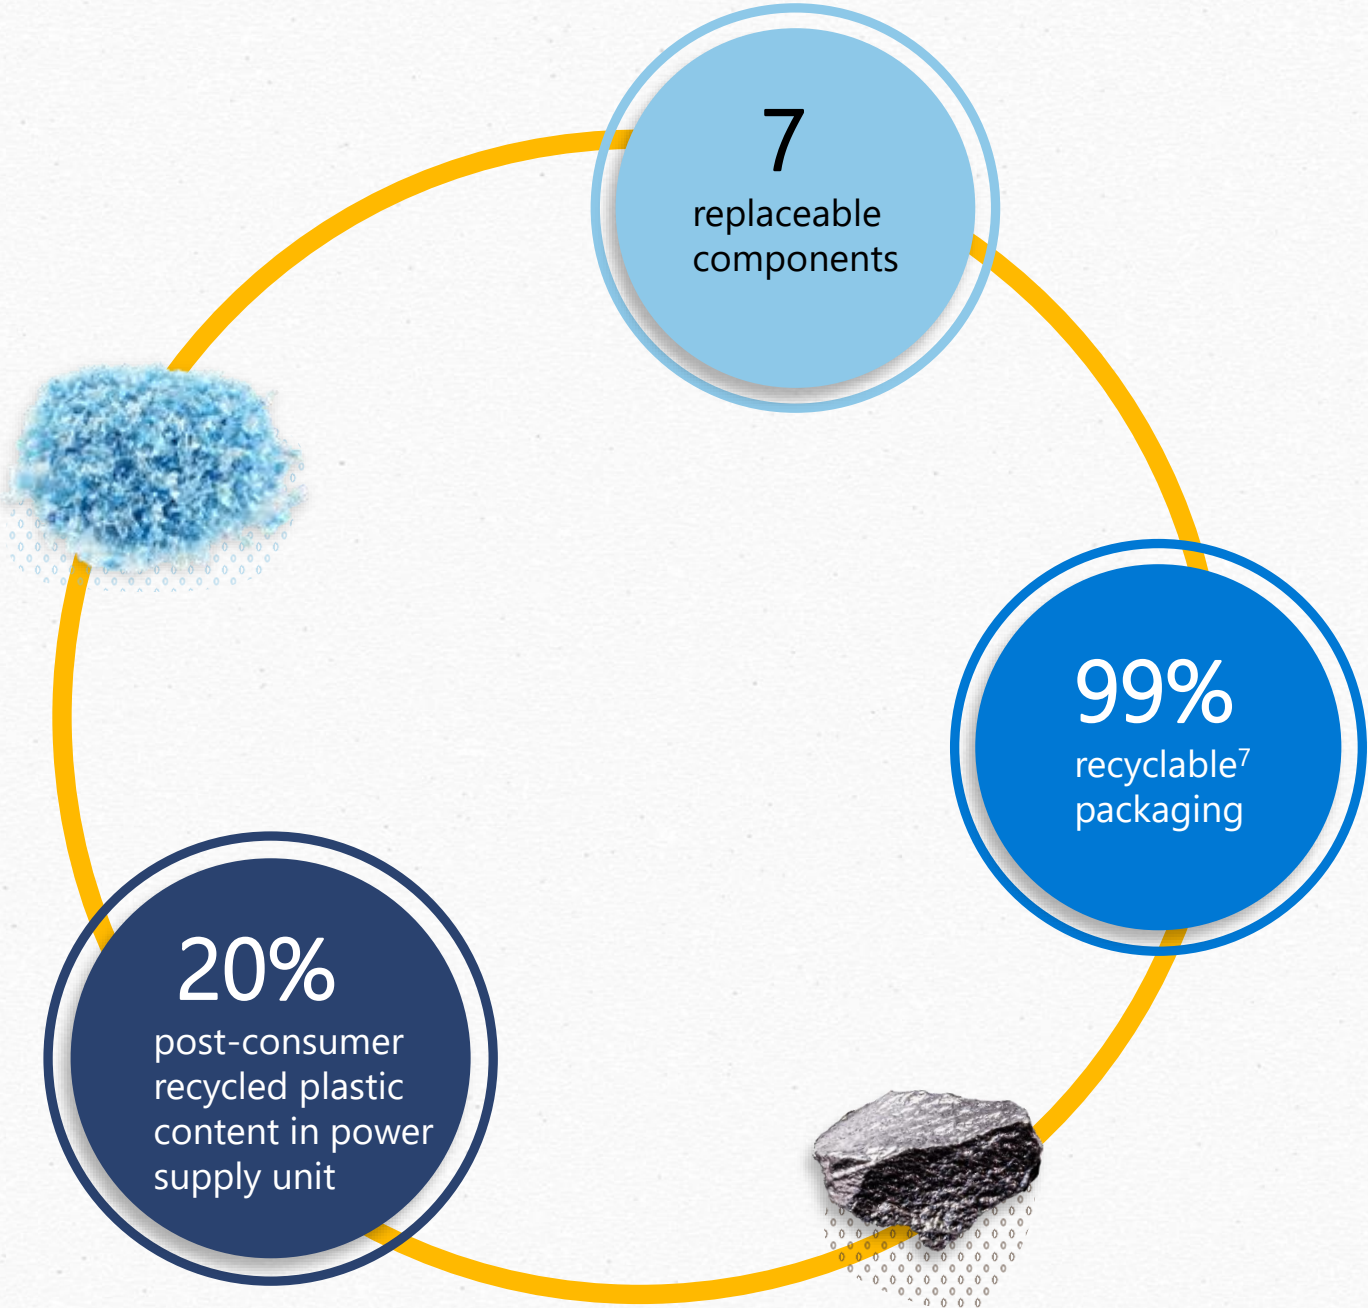 7
replaceable
components
99%
recyclable⁷
packaging
20%
post-consumer
recycled plastic
content in power
supply unit